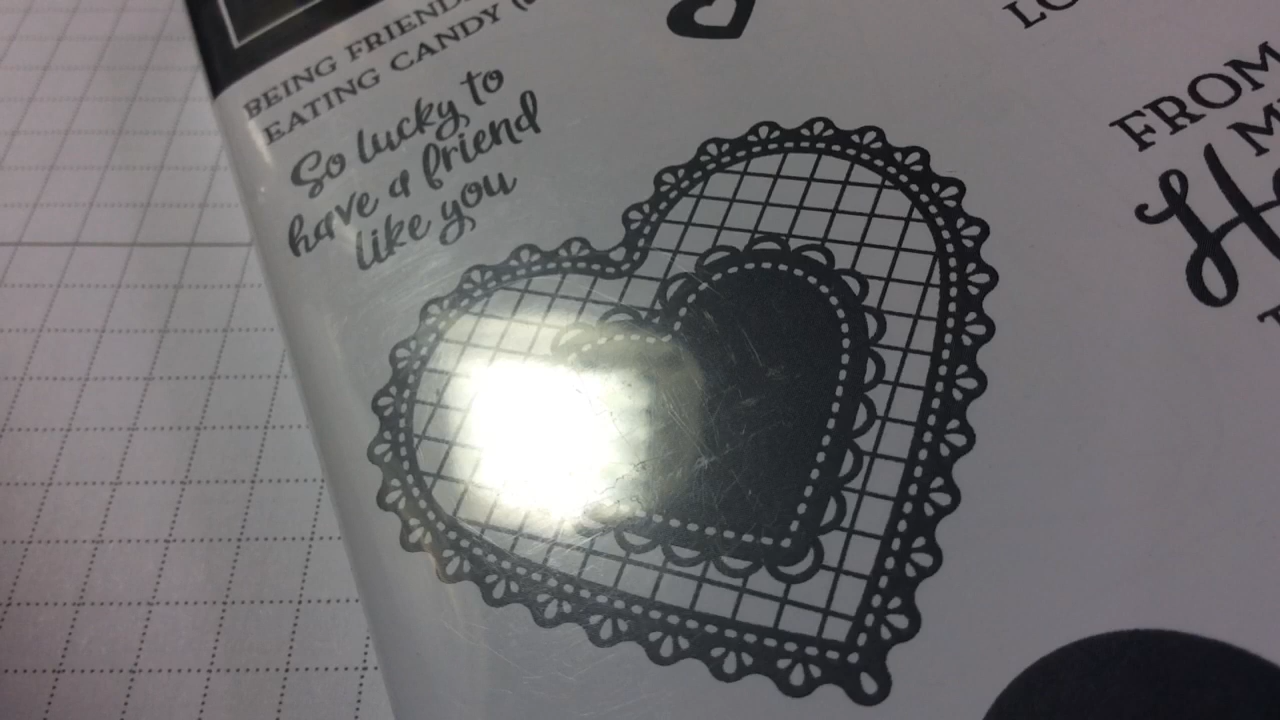 BEING FRIEND
EATING CANDY
So lucky to
have a friend
like you
FROM